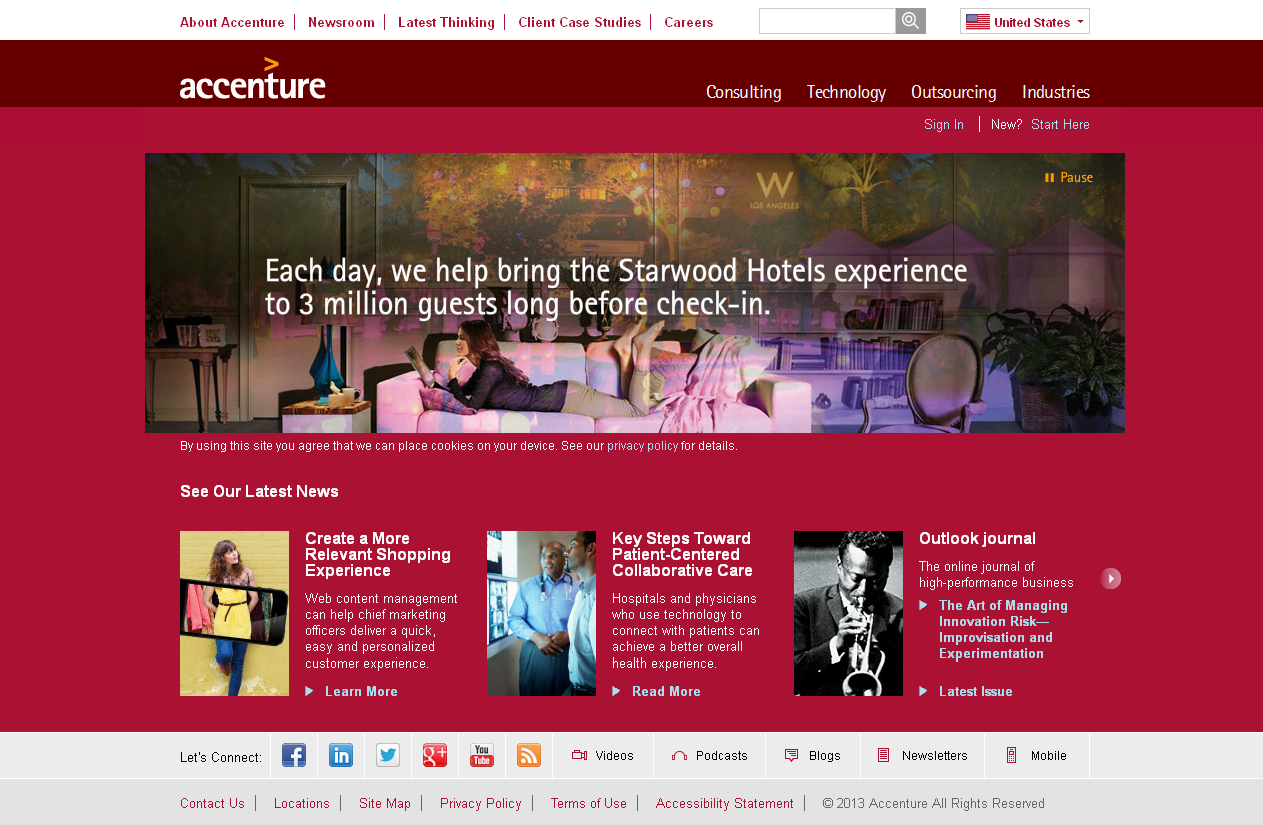 About Accenture Newsroom Latest Thinking Client Case Studies Careers United States
>
accenture
Consulting Technology Outsourcing Industries
Sign In New? Start Here
W
LOS ANGELES
Pause
Each day, we help bring the Starwood Hotels experience
to 3 million guests long before check-in.
By using this site you agree that we can place cookies on your device. See our privacy policy for details.
See Our Latest News
Create a More
Relevant Shopping
Experience
Web content management
can help chief marketing
officers deliver a quick,
easy and personalized
customer experience.
Learn More
Key Steps Toward
Patient-Centered
Collaborative Care
Hospitals and physicians
who use technology to
connect with patients can
achieve a better overall
health experience.
Read More
Outlook journal
The online journal of
high-performance business
The Art of Managing
Innovation Risk—
Improvisation and
Experimentation
Latest Issue
Let's Connect: f in g+ You Tube Videos Podcasts Blogs Newsletters Mobile
Contact Us Locations Site Map Privacy Policy Terms of Use Accessibility Statement © 2013 Accenture All Rights Reserved